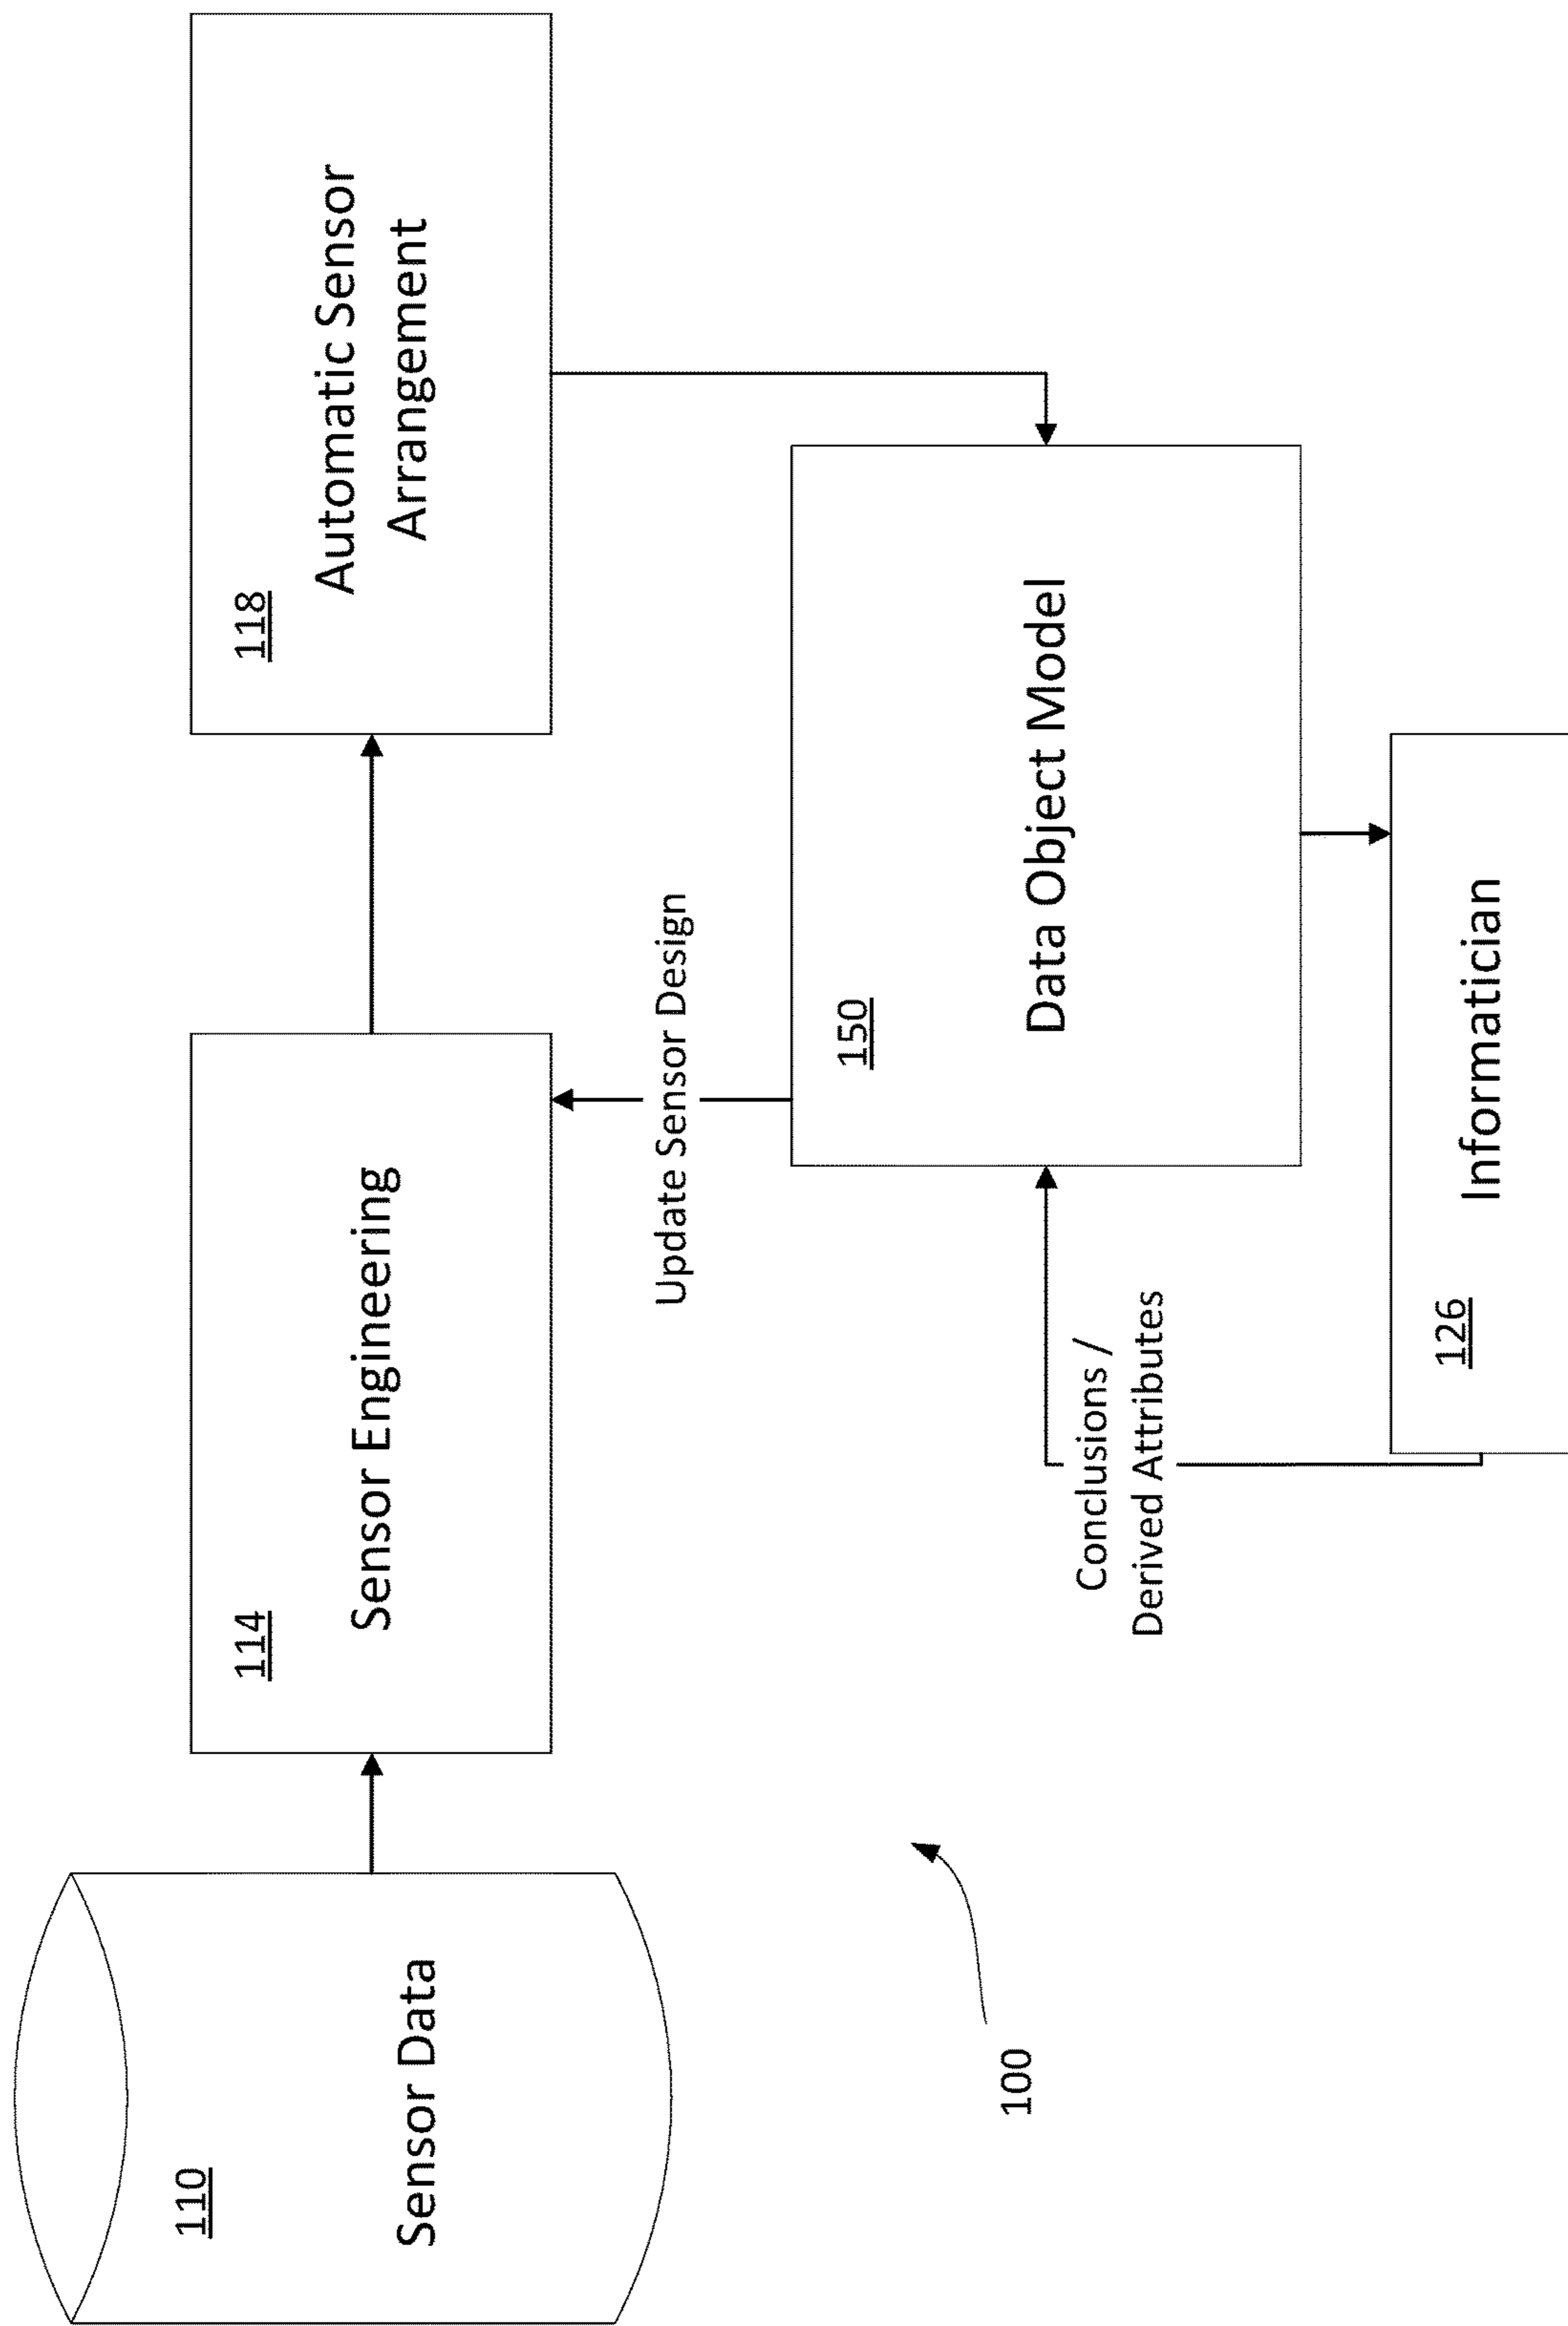 110
Sensor Data
114
Sensor Engineering
118
Automatic Sensor
Arrangement
Update Sensor Design
150
Data Object Model
Conclusions /
Derived Attributes
126
Informatician
100